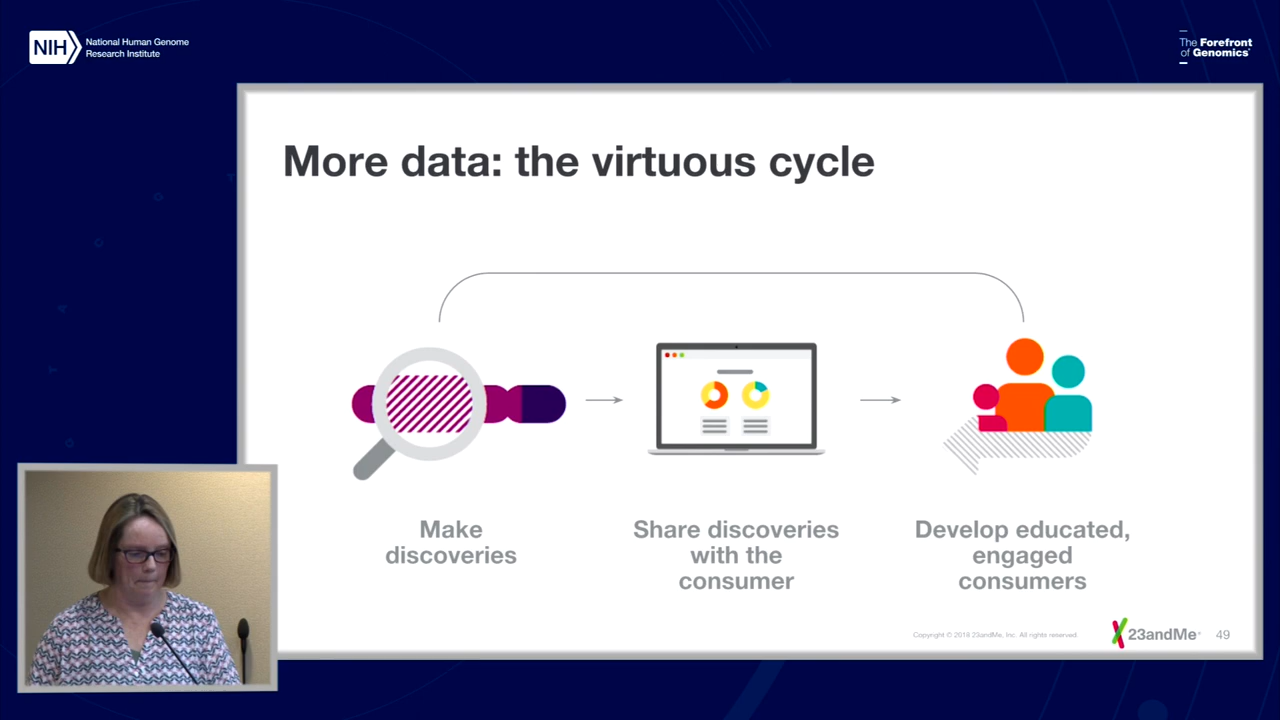 NIH
National Human Genome
Research Institute
The Forefront
of Genomics®
More data: the virtuous cycle
Make
discoveries
Share discoveries
with the
consumer
Develop educated,
engaged
consumers
Copyright © 2019 23andMe, Inc. All rights reserved.
23andMe
49